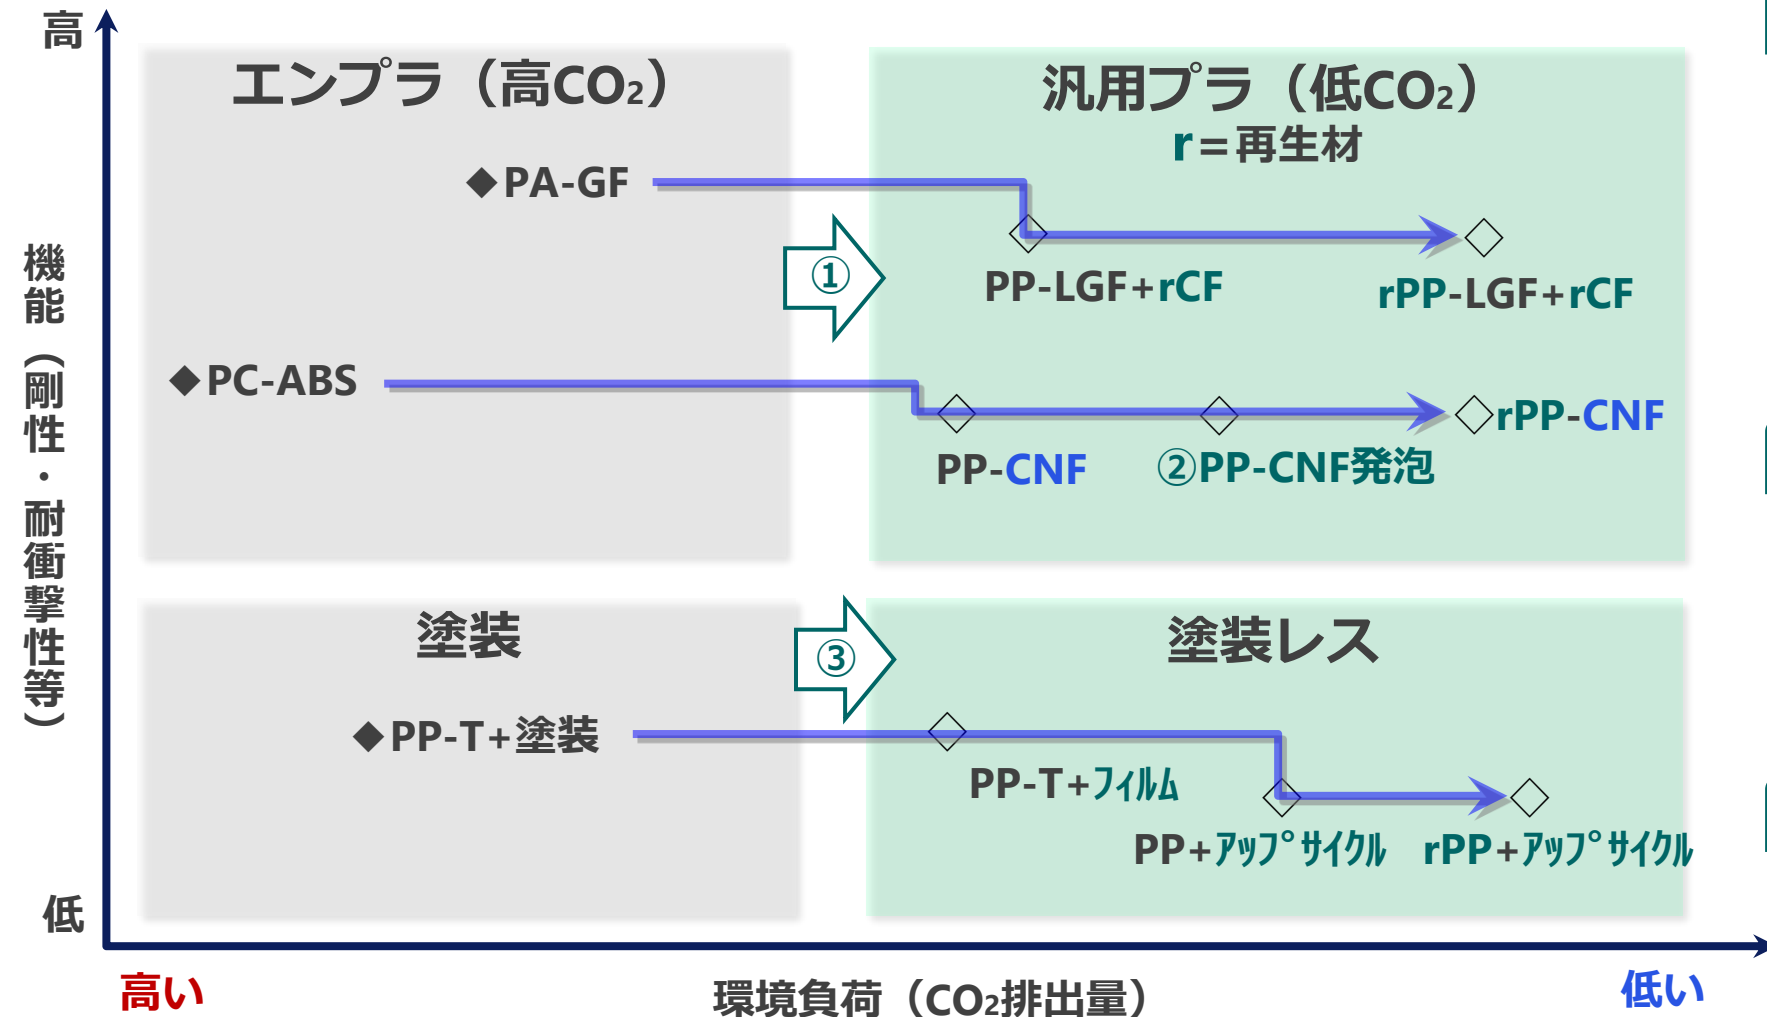 高
エンプラ（高CO₂）
汎用プラ（低CO₂）
r＝再生材
◆PA-GF
①
PP-LGF+rCF
rPP-LGF+rCF
機能（剛性・耐衝撃性等）
◆PC-ABS
rPP-CNF
PP-CNF
②PP-CNF発泡
塗装
③
塗装レス
◆PP-T+塗装
PP-T+ﾌｨﾙﾑ
PP+ｱｯﾌﾟｻｲｸﾙ
rPP+ｱｯﾌﾟｻｲｸﾙ
低
高い
環境負荷（CO₂排出量）
低い